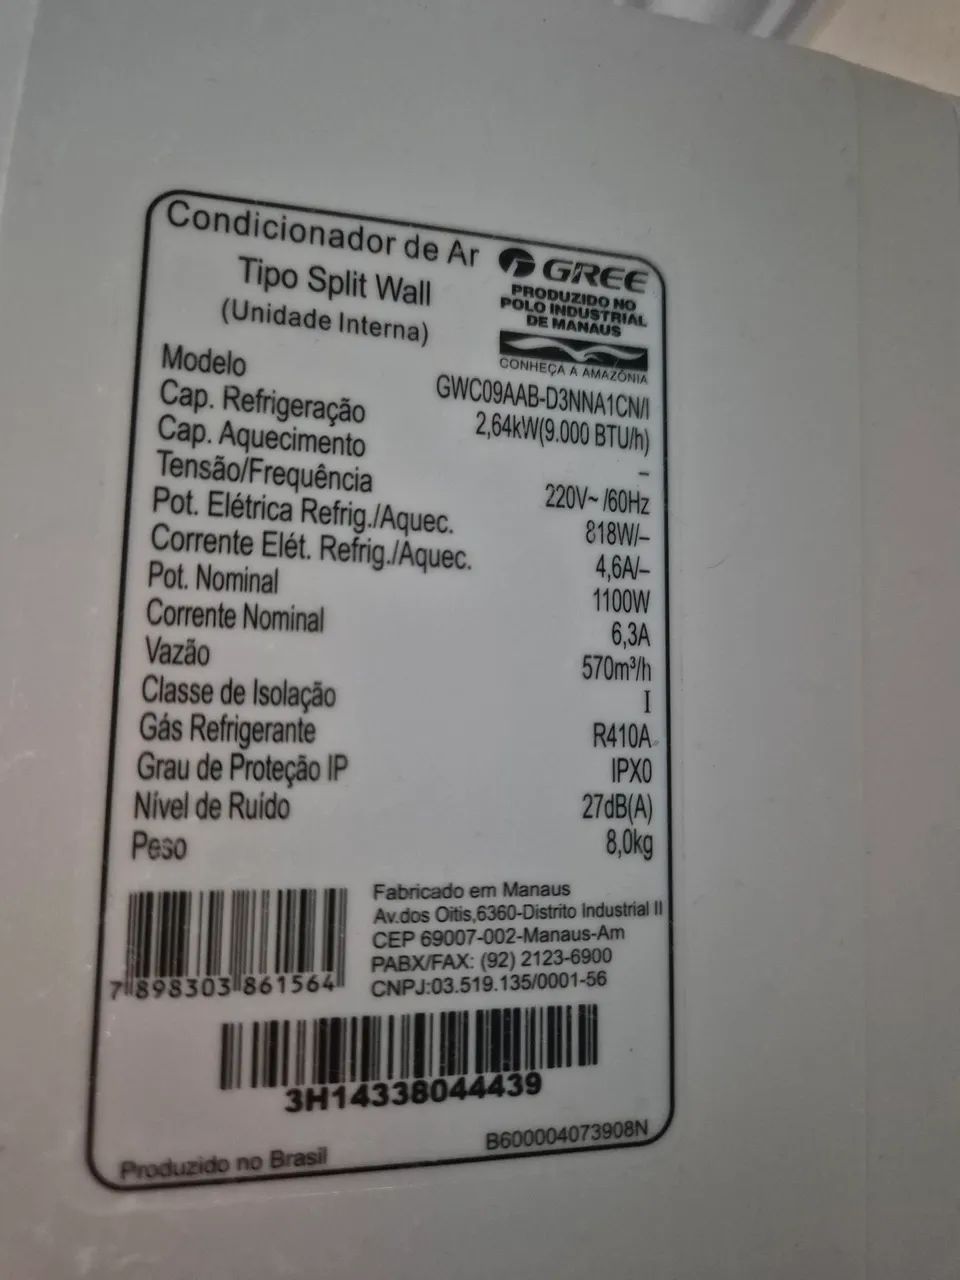 Condicionador de Ar
Tipo Split Wall
(Unidade Interna)
GREE
PRODUZIDO NO
POLO INDUSTRIAL
DE MANAUS
CONHEÇA A AMAZÔNIA
Modelo GWC09AAB-D3NNA1CN/I
Cap. Refrigeração 2,64kW(9.000 BTU/h)
Cap. Aquecimento –
Tensão/Frequência 220V~ /60Hz
Pot. Elétrica Refrig./Aquec. 818W/–
Corrente Elét. Refrig./Aquec. 4,6A/–
Pot. Nominal 1100W
Corrente Nominal 6,3A
Vazão 570m³/h
Classe de Isolação I
Gás Refrigerante R410A
Grau de Proteção IP IPX0
Nível de Ruído 27dB(A)
Peso 8,0kg
7 898303 861564
Fabricado em Manaus
Av.dos Oitis,6360-Distrito Industrial II
CEP 69007-002-Manaus-Am
PABX/FAX: (92) 2123-6900
CNPJ:03.519.135/0001-56
3H14338044439
Produzido no Brasil B600004073908N